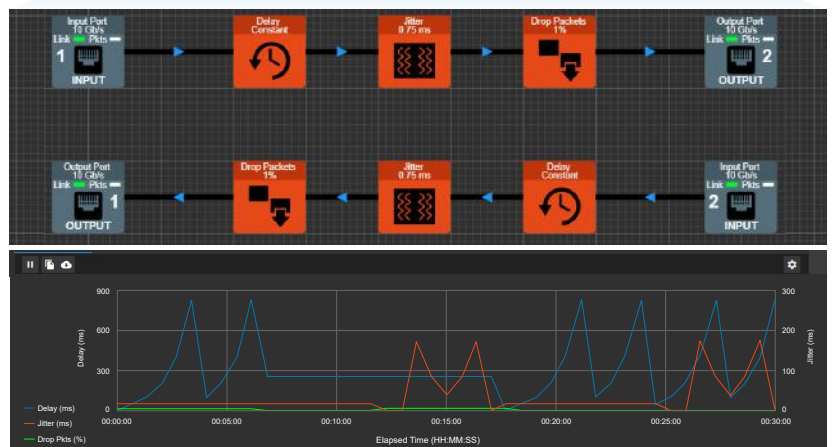 Input Port
10 Gb/s
Link Pkts
1
INPUT
Delay
Constant
Jitter
0.75 ms
Drop Packets
1%
Output Port
10 Gb/s
Link Pkts
2
OUTPUT
Output Port
10 Gb/s
Link Pkts
1
OUTPUT
Drop Packets
1%
Jitter
0.75 ms
Delay
Constant
Input Port
10 Gb/s
Link Pkts
2
INPUT
900
600
300
0
Delay (ms)
300
200
100
0
Jitter (ms)
Delay (ms)
Jitter (ms)
Drop Pkts (%)
00:00:00 00:05:00 00:10:00 00:15:00 00:20:00 00:25:00 00:30:00
Elapsed Time (HH:MM:SS)